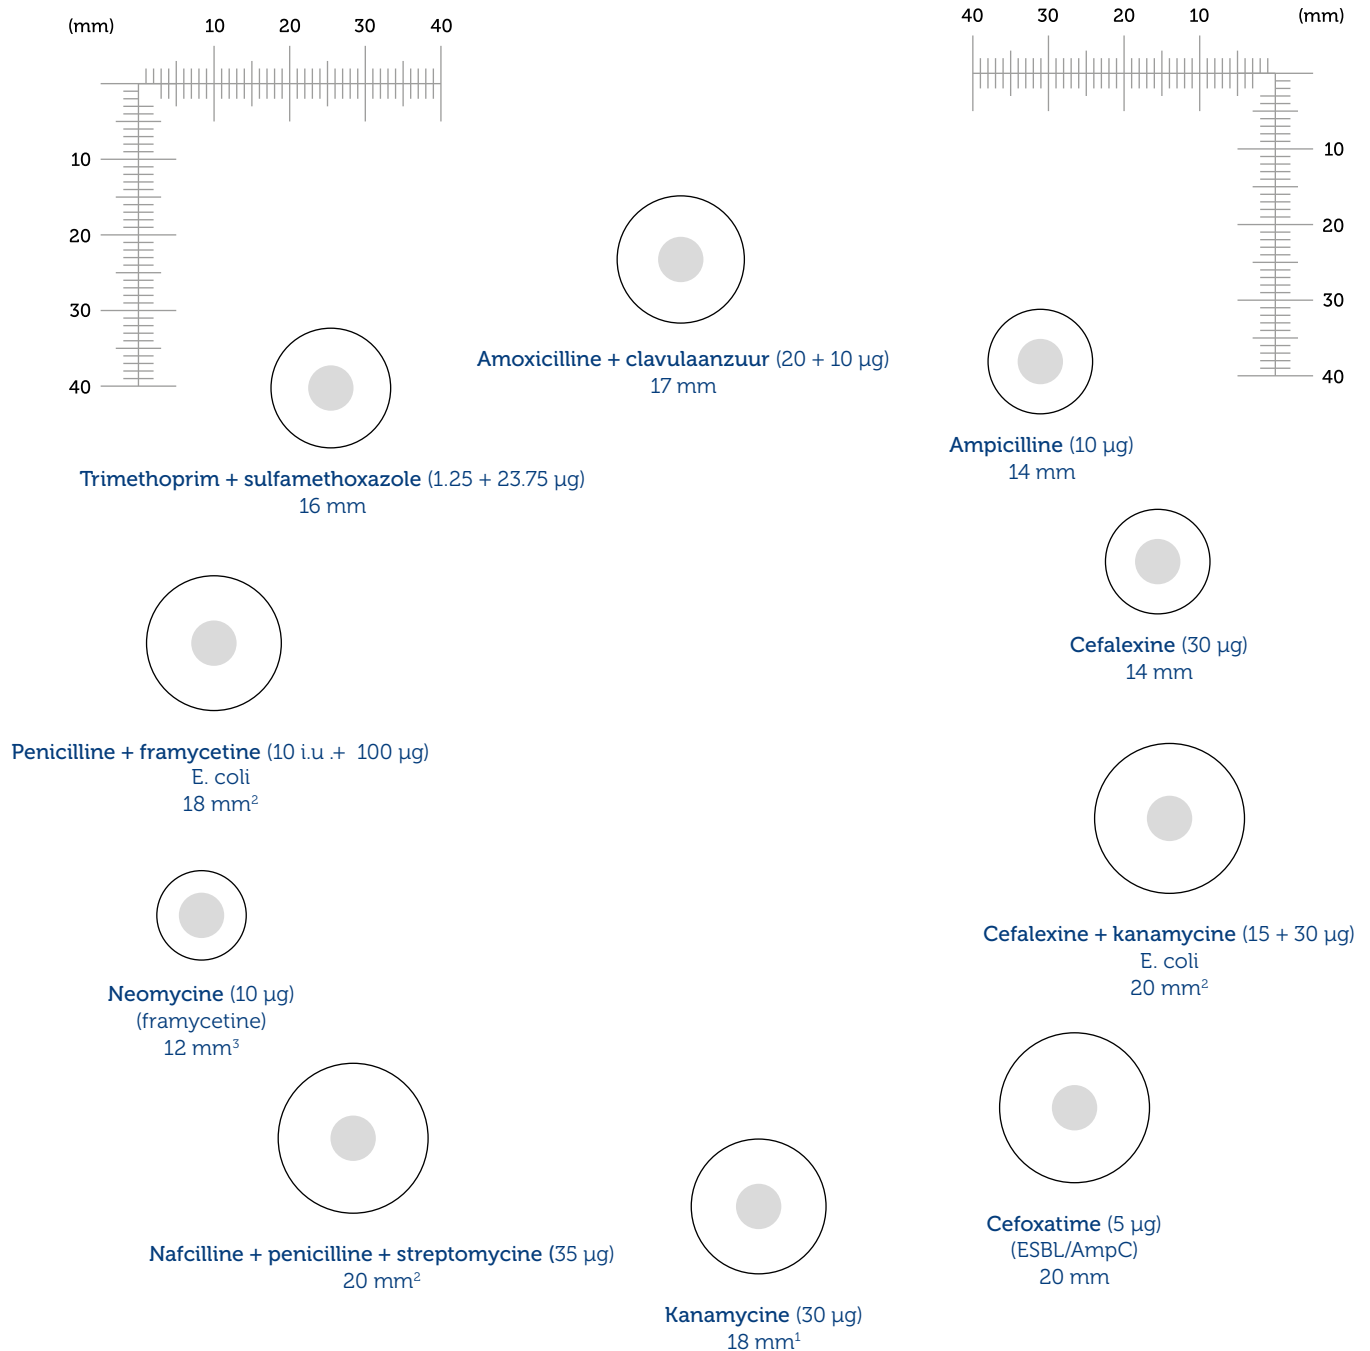 (mm) 10 20 30 40
40 30 20 10 (mm)
10
20
30
40
10
20
30
40
Amoxicilline + clavulaanzuur (20 + 10 µg)
17 mm
Ampicilline (10 µg)
14 mm
Trimethoprim + sulfamethoxazole (1.25 + 23.75 µg)
16 mm
Cefalexine (30 µg)
14 mm
Penicilline + framycetine (10 i.u .+ 100 µg)
E. coli
18 mm²
Cefalexine + kanamycine (15 + 30 µg)
E. coli
20 mm²
Neomycine (10 µg)
(framycetine)
12 mm³
Cefoxatime (5 µg)
(ESBL/AmpC)
20 mm
Nafcilline + penicilline + streptomycine (35 µg)
20 mm²
Kanamycine (30 µg)
18 mm¹